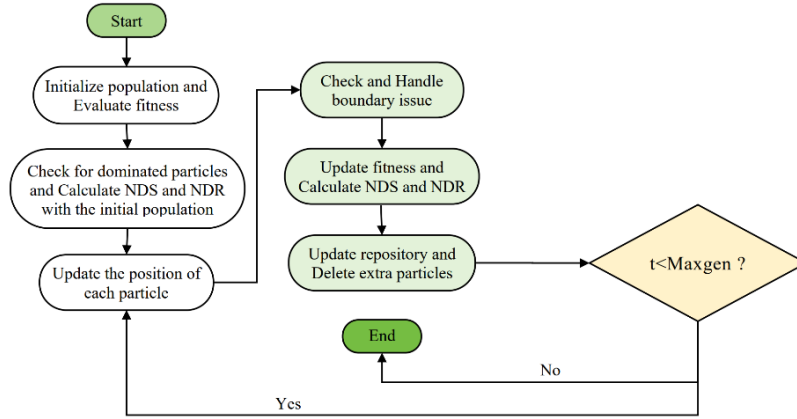 Start
Initialize population and
Evaluate fitness
Check for dominated particles
and Calculate NDS and NDR
with the initial population
Update the position of
each particle
Check and Handle
boundary issue
Update fitness and
Calculate NDS and NDR
Update repository and
Delete extra particles
t<Maxgen ?
End
No
Yes